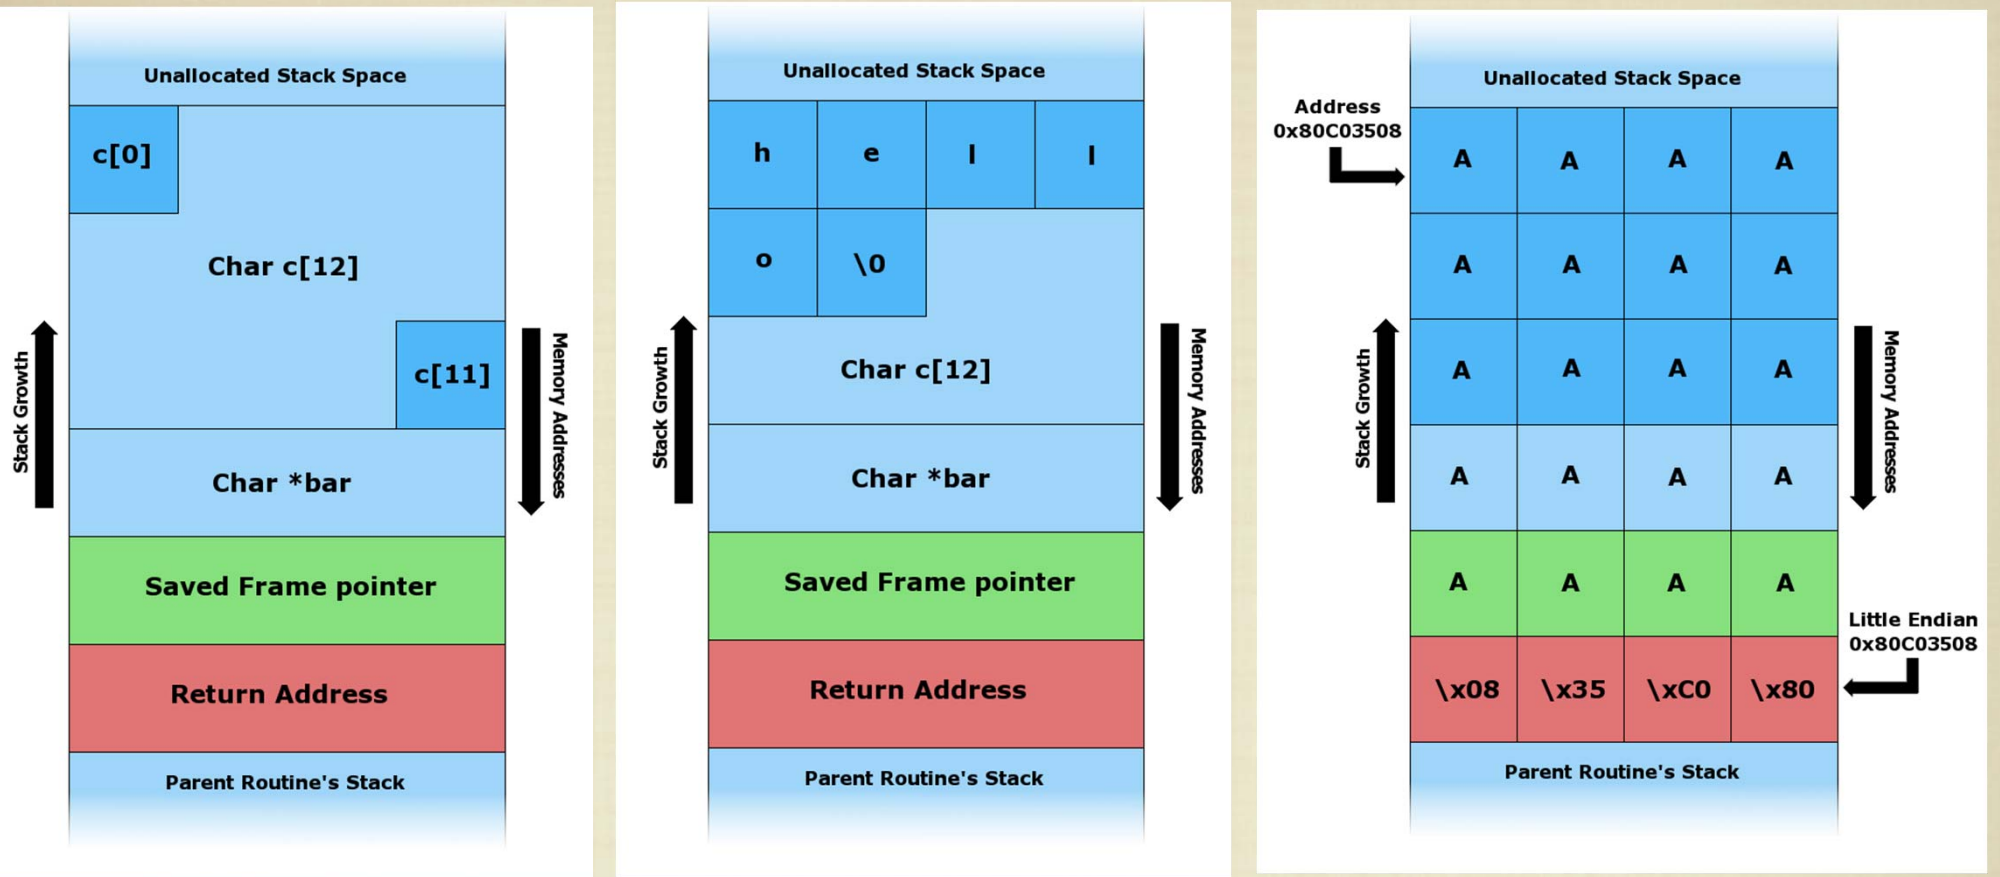 Unallocated Stack Space
c[0]
Char c[12]
c[11]
Char *bar
Saved Frame pointer
Return Address
Parent Routine's Stack
Stack Growth
Memory Addresses
Unallocated Stack Space
h e l l
o \0
Char c[12]
Char *bar
Saved Frame pointer
Return Address
Parent Routine's Stack
Stack Growth
Memory Addresses
Unallocated Stack Space
Address
0x80C03508
A A A A
A A A A
A A A A
A A A A
A A A A
\x08 \x35 \xC0 \x80
Little Endian
0x80C03508
Parent Routine's Stack
Stack Growth
Memory Addresses